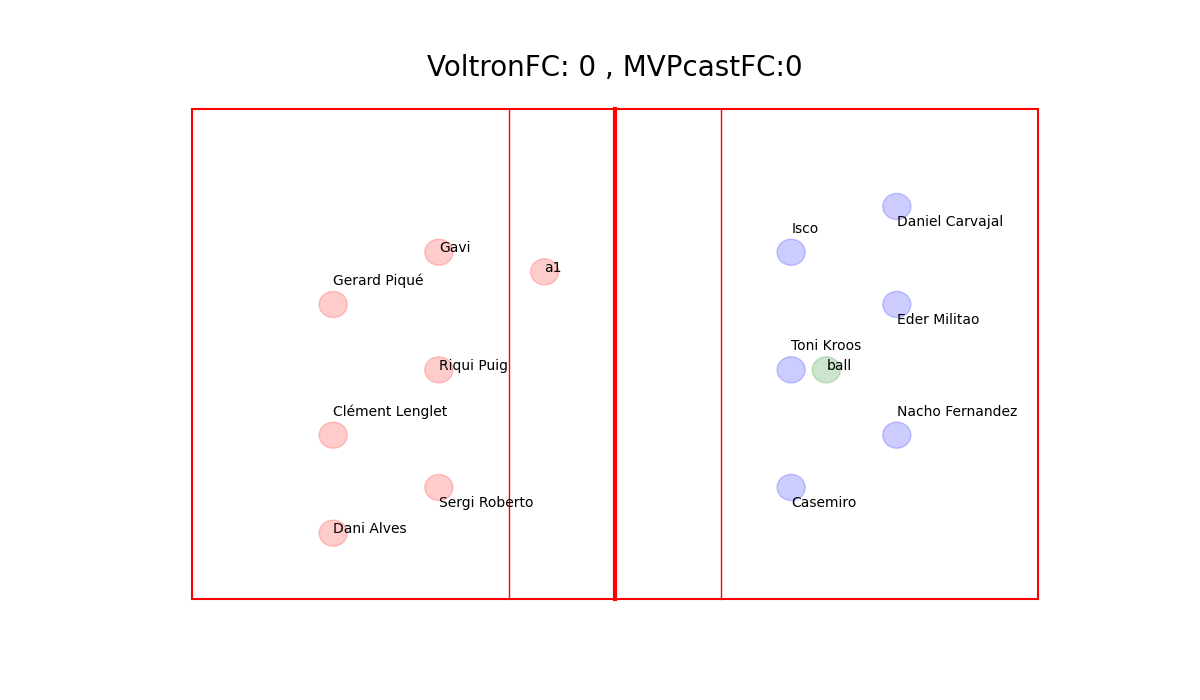 VoltronFC: 0 , MVPcastFC:0
Daniel Carvajal
Isco
Gavi
a1
Gerard Piqué
Eder Militao
Toni Kroos
Riqui Puig
ball
Clément Lenglet
Nacho Fernandez
Sergi Roberto
Casemiro
Dani Alves